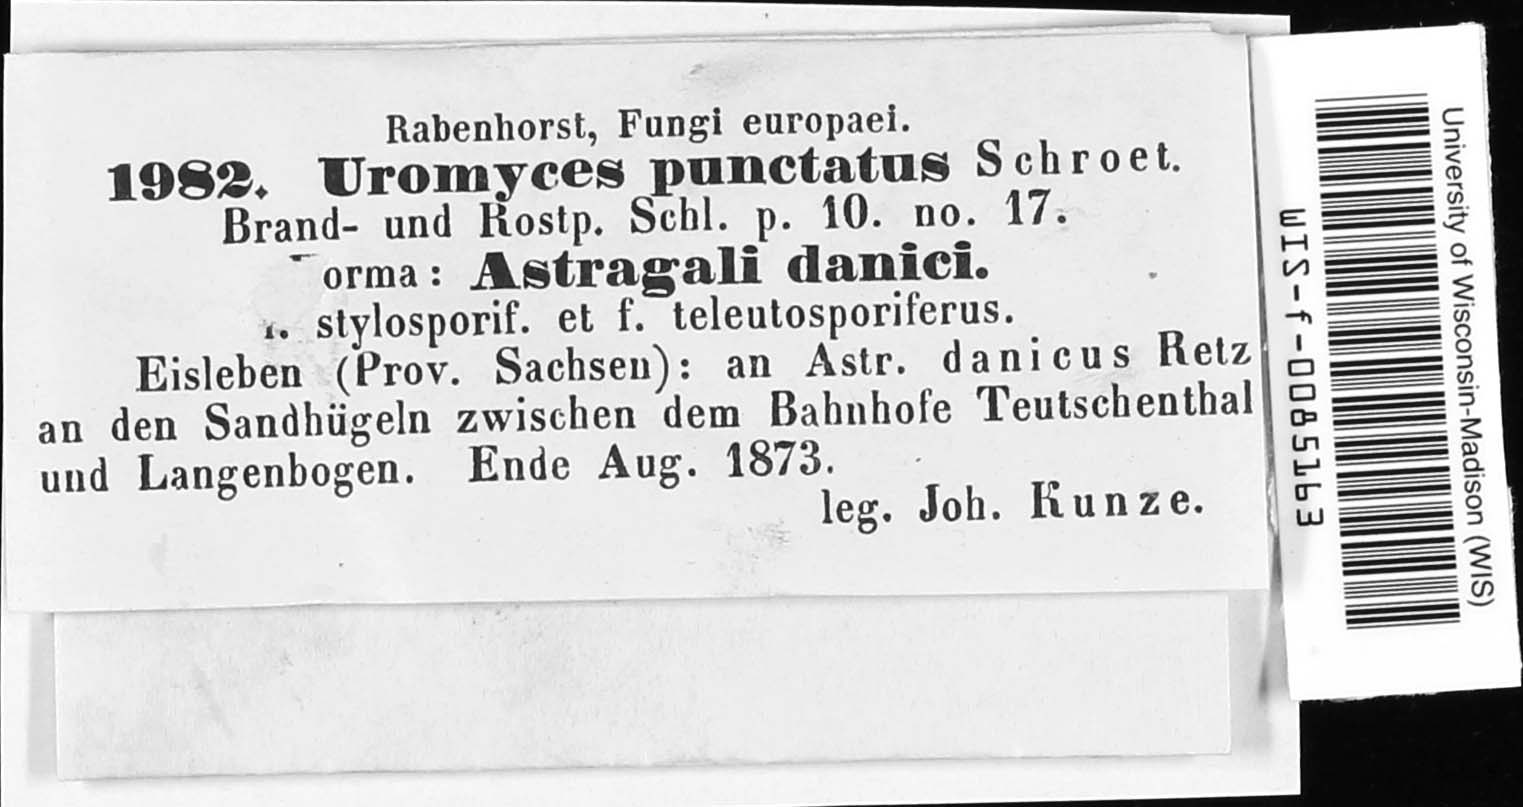 Rabenhorst, Fungi europaei.
1982. Uromyces punctatus Schroet.
Brand- und Rostp. Schl. p. 10. no. 17.
orma: Astragali danici.
stylosporif. et f. teleutosporiferus.
Eisleben (Prov. Sachsen): an Astr. danicus Retz
an den Sandhügeln zwischen dem Bahnhofe Teutschenthal
und Langenbogen. Ende Aug. 1873.
leg. Joh. Kunze.
WIS-f-0085163
University of Wisconsin-Madison (WIS)